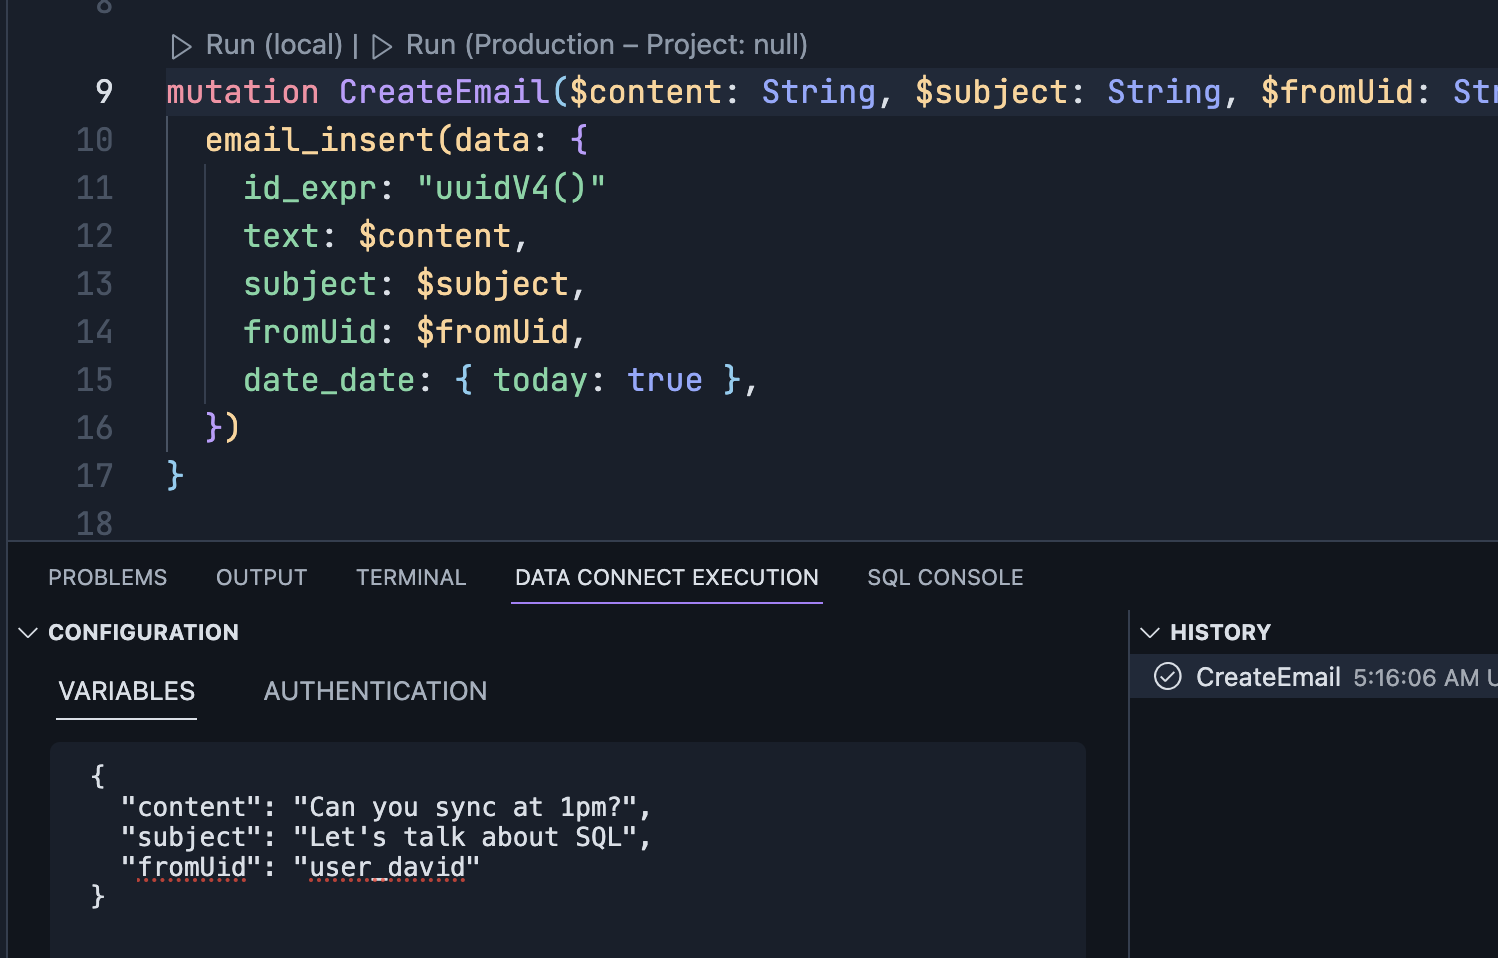 8
Run (local) | Run (Production – Project: null)
9 mutation CreateEmail($content: String, $subject: String, $fromUid: Str
10 email_insert(data: {
11 id_expr: "uuidV4()"
12 text: $content,
13 subject: $subject,
14 fromUid: $fromUid,
15 date_date: { today: true },
16 })
17 }
18
PROBLEMS OUTPUT TERMINAL DATA CONNECT EXECUTION SQL CONSOLE
CONFIGURATION
VARIABLES AUTHENTICATION
{
"content": "Can you sync at 1pm?",
"subject": "Let's talk about SQL",
"fromUid": "user_david"
}
HISTORY
CreateEmail 5:16:06 AM U